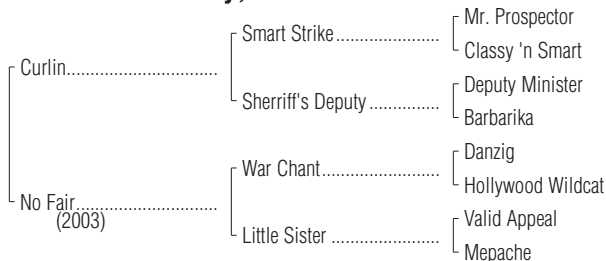 Mr. Prospector
Smart Strike....................
Classy 'n Smart
Curlin.............................
Deputy Minister
Sherriff's Deputy..............
Barbarika
Danzig
War Chant.......................
Hollywood Wildcat
No Fair...........................
(2003)
Valid Appeal
Little Sister .....................
Mepache